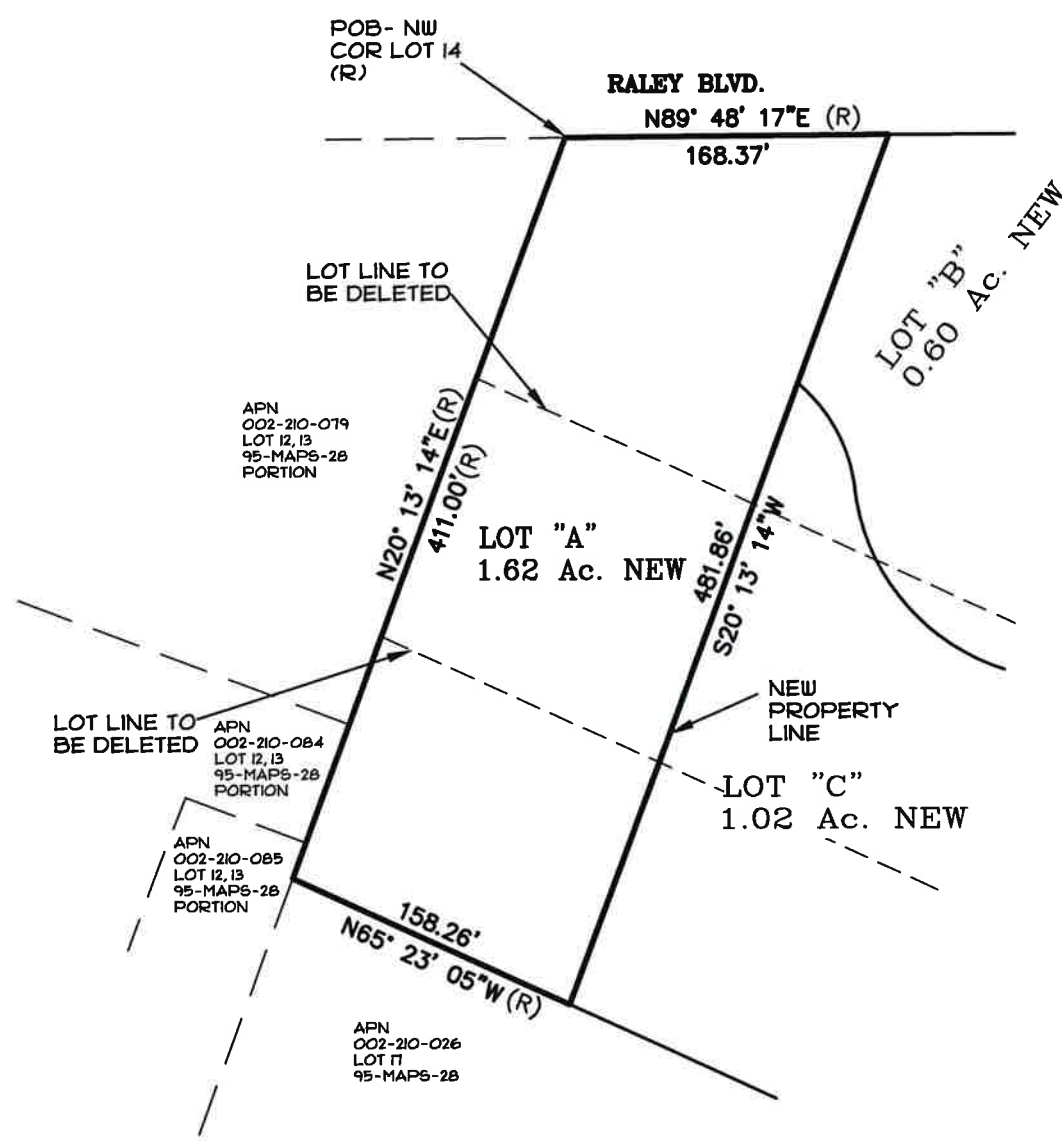 POB- NW
COR LOT 14
(R)
RALEY BLVD.
N89° 48' 17"E (R)
168.37'
LOT "B"
0.60 Ac. NEW
LOT LINE TO
BE DELETED
APN
002-210-079
LOT 12, 13
95-MAPS-28
PORTION
N20° 13' 14"E(R)
411.00'(R)
LOT "A"
1.62 Ac. NEW
481.86'
S20° 13' 14"W
NEW
PROPERTY
LINE
LOT LINE TO
BE DELETED
APN
002-210-084
LOT 12, 13
95-MAPS-28
PORTION
LOT "C"
1.02 Ac. NEW
APN
002-210-085
LOT 12, 13
95-MAPS-28
PORTION
158.26'
N65° 23' 05"W (R)
APN
002-210-026
LOT 17
95-MAPS-28